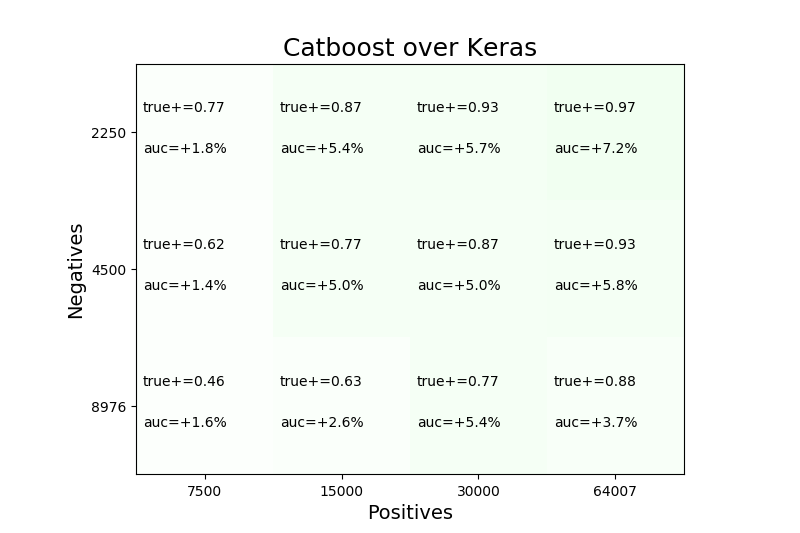 Catboost over Keras
true+=0.77 true+=0.87 true+=0.93 true+=0.97
2250
auc=+1.8% auc=+5.4% auc=+5.7% auc=+7.2%
true+=0.62 true+=0.77 true+=0.87 true+=0.93
Negatives
4500
auc=+1.4% auc=+5.0% auc=+5.0% auc=+5.8%
true+=0.46 true+=0.63 true+=0.77 true+=0.88
8976
auc=+1.6% auc=+2.6% auc=+5.4% auc=+3.7%
7500 15000 30000 64007
Positives